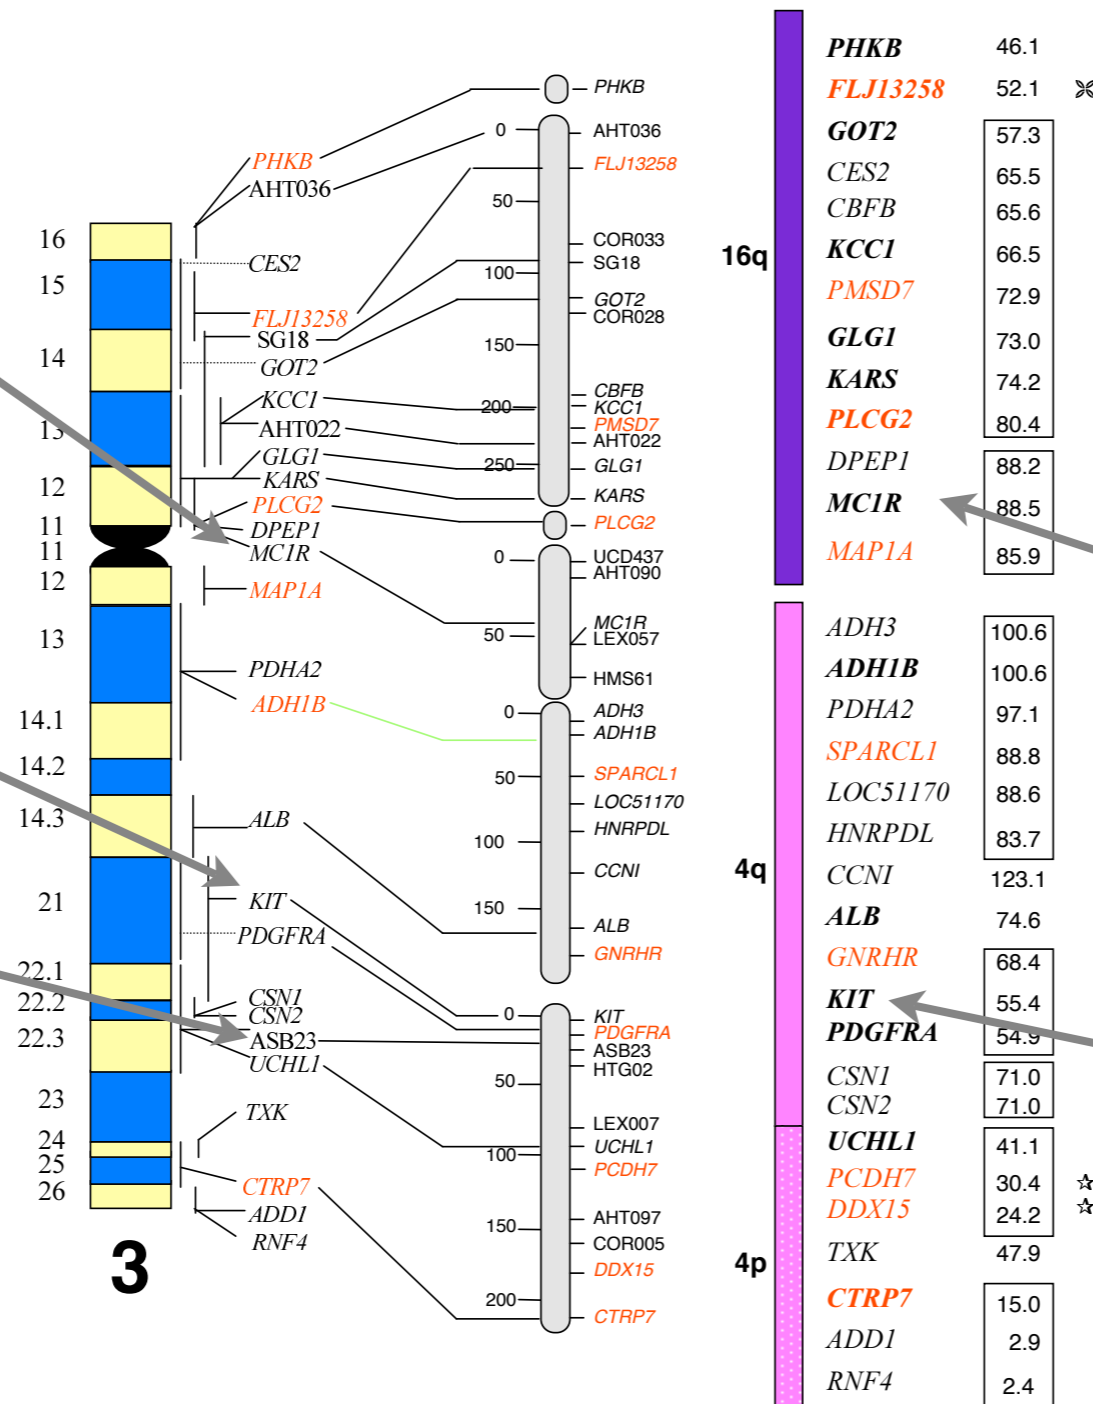 16
15
14
13
12
11
11
12
13
14.1
14.2
14.3
21
22.1
22.2
22.3
23
24
25
26
3
PHKB
AHT036
CES2
FLJ13258
SG18
GOT2
KCC1
AHT022
GLG1
KARS
PLCG2
DPEP1
MC1R
MAP1A
PDHA2
ADH1B
ALB
KIT
PDGFRA
CSN1
CSN2
ASB23
UCHL1
TXK
CTRP7
ADD1
RNF4
PHKB
0 AHT036
FLJ13258
50
COR033
SG18
100
GOT2
COR028
150
CBFB
200 KCC1
PMSD7
AHT022
250 GLG1
KARS
PLCG2
0 UCD437
AHT090
MC1R
50 LEX057
HMS61
0 ADH3
ADH1B
50 SPARCL1
LOC51170
HNRPDL
100
CCNI
150
ALB
GNRHR
0 KIT
PDGFRA
ASB23
HTG02
50
LEX007
UCHL1
100
PCDH7
AHT097
150
COR005
DDX15
200
CTRP7
16q
PHKB 46.1
FLJ13258 52.1
GOT2 57.3
CES2 65.5
CBFB 65.6
KCC1 66.5
PMSD7 72.9
GLG1 73.0
KARS 74.2
PLCG2 80.4
DPEP1 88.2
MC1R 88.5
MAP1A 85.9
4q
ADH3 100.6
ADH1B 100.6
PDHA2 97.1
SPARCL1 88.8
LOC51170 88.6
HNRPDL 83.7
CCNI 123.1
ALB 74.6
GNRHR 68.4
KIT 55.4
PDGFRA 54.9
CSN1 71.0
CSN2 71.0
4p
UCHL1 41.1
PCDH7 30.4
DDX15 24.2
TXK 47.9
CTRP7 15.0
ADD1 2.9
RNF4 2.4